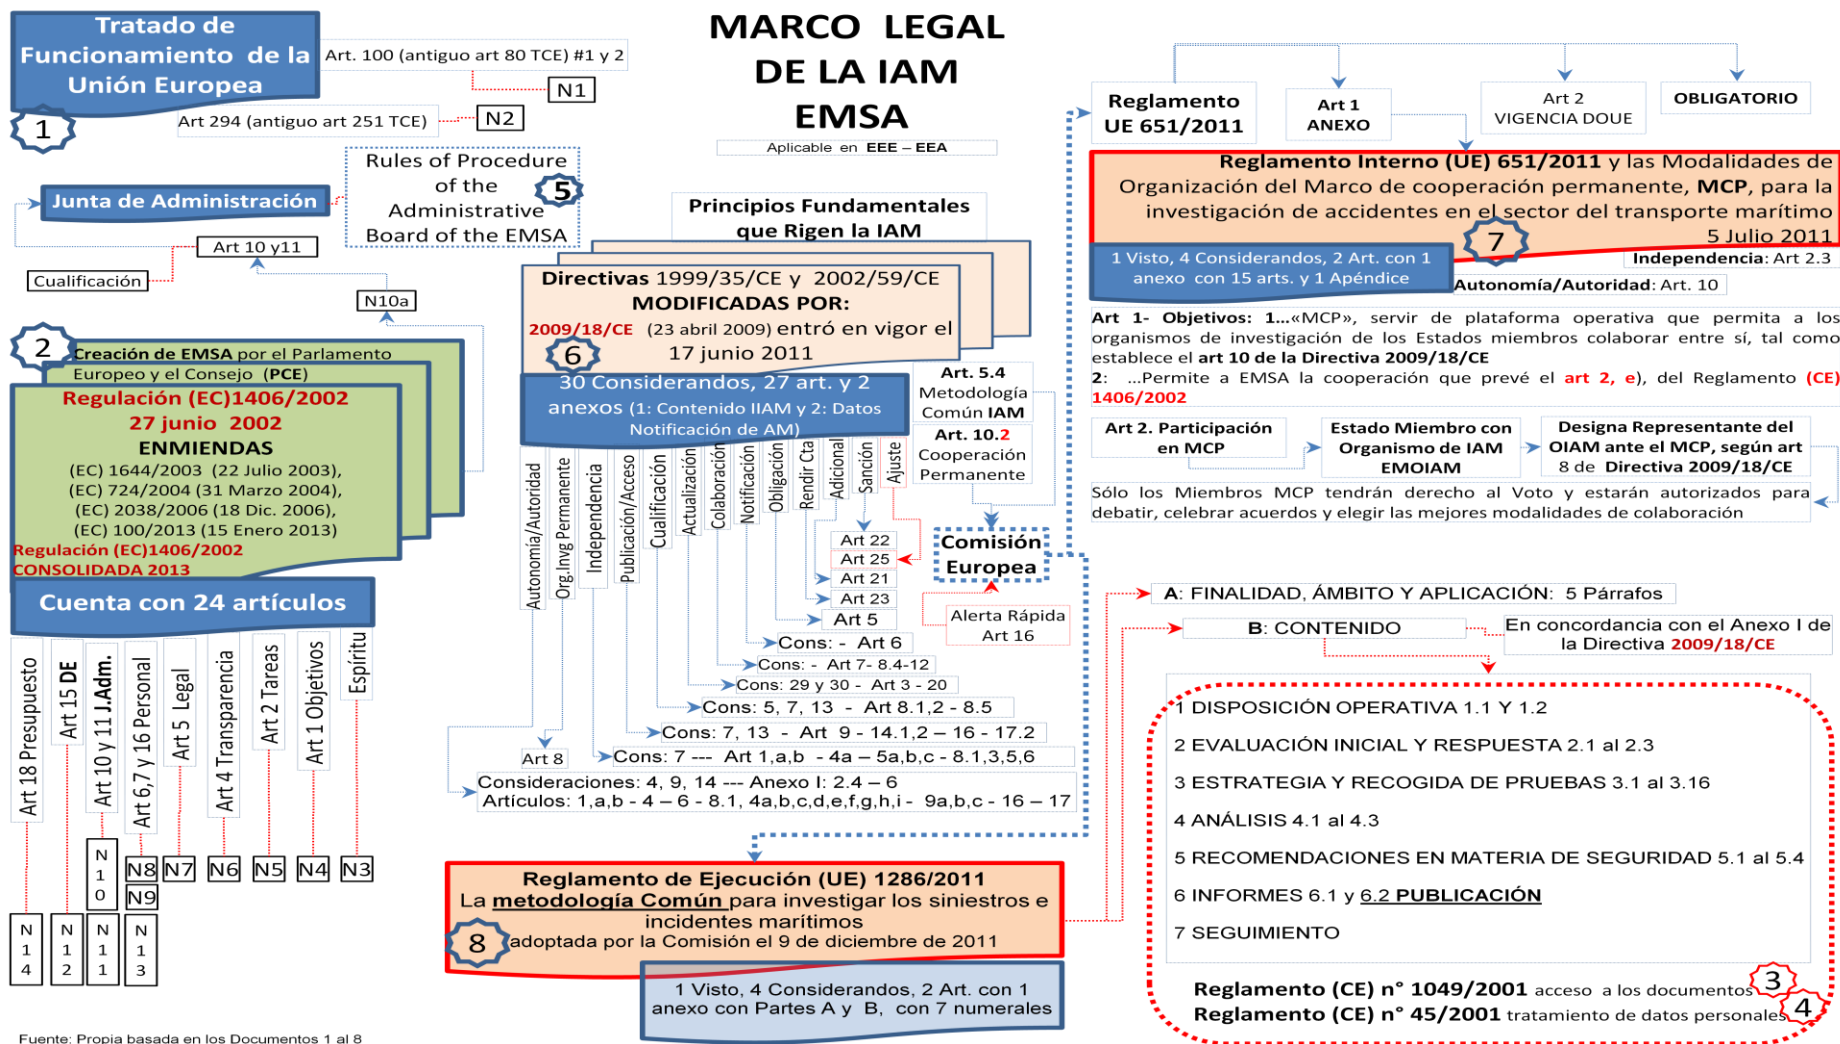 Tratado de
Funcionamiento de la
Unión Europea
1
Art. 100 (antiguo art 80 TCE) #1 y 2
N1
Art 294 (antiguo art 251 TCE)
N2
MARCO LEGAL
DE LA IAM
EMSA
Aplicable en EEE – EEA
Rules of Procedure
of the
Administrative
Board of the EMSA
5
Junta de Administración
Art 10 y11
Cualificación
N10a
2
Creación de EMSA por el Parlamento
Europeo y el Consejo (PCE)
Regulación (EC)1406/2002
27 junio 2002
ENMIENDAS
(EC) 1644/2003 (22 Julio 2003),
(EC) 724/2004 (31 Marzo 2004),
(EC) 2038/2006 (18 Dic. 2006),
(EC) 100/2013 (15 Enero 2013)
Regulación (EC)1406/2002
CONSOLIDADA 2013
Cuenta con 24 artículos
Art 18 Presupuesto
Art 15 DE
Art 10 y 11 J.Adm.
Art 6,7 y 16 Personal
Art 5 Legal
Art 4 Transparencia
Art 2 Tareas
Art 1 Objetivos
Espíritu
N10
N8
N9
N7
N6
N5
N4
N3
N14
N12
N11
N13
Fuente: Propia basada en los Documentos 1 al 8
Principios Fundamentales
que Rigen la IAM
Directivas 1999/35/CE y 2002/59/CE
MODIFICADAS POR:
2009/18/CE (23 abril 2009) entró en vigor el
17 junio 2011
6
30 Considerandos, 27 art. y 2
anexos (1: Contenido IIAM y 2: Datos
Notificación de AM)
Art. 5.4
Metodología
Común IAM
Art. 10.2
Cooperación
Permanente
Autonomía/Autoridad
Org.Invg Permanente
Independencia
Publicación/Acceso
Cualificación
Actualización
Colaboración
Notificación
Obligación
Rendir Cta
Adicional
Sanción
Ajuste
Art 22
Art 25
Art 21
Art 23
Art 5
Cons: - Art 6
Cons: - Art 7- 8.4-12
Cons: 29 y 30 - Art 3 - 20
Cons: 5, 7, 13 - Art 8.1,2 - 8.5
Cons: 7, 13 - Art 9 - 14.1,2 – 16 - 17.2
Art 8
Cons: 7 --- Art 1,a,b - 4a – 5a,b,c - 8.1,3,5,6
Consideraciones: 4, 9, 14 --- Anexo I: 2.4 – 6
Artículos: 1,a,b - 4 – 6 - 8.1, 4a,b,c,d,e,f,g,h,i - 9a,b,c - 16 – 17
Comisión
Europea
Alerta Rápida
Art 16
Reglamento de Ejecución (UE) 1286/2011
La metodología Común para investigar los siniestros e
incidentes marítimos
adoptada por la Comisión el 9 de diciembre de 2011
8
1 Visto, 4 Considerandos, 2 Art. con 1
anexo con Partes A y B, con 7 numerales
Reglamento
UE 651/2011
Art 1
ANEXO
Art 2
VIGENCIA DOUE
OBLIGATORIO
Reglamento Interno (UE) 651/2011 y las Modalidades de
Organización del Marco de cooperación permanente, MCP, para la
investigación de accidentes en el sector del transporte marítimo
5 Julio 2011
7
1 Visto, 4 Considerandos, 2 Art. con 1
anexo con 15 arts. y 1 Apéndice
Independencia: Art 2.3
Autonomía/Autoridad: Art. 10
Art 1- Objetivos: 1...«MCP», servir de plataforma operativa que permita a los
organismos de investigación de los Estados miembros colaborar entre sí, tal como
establece el art 10 de la Directiva 2009/18/CE
2: ...Permite a EMSA la cooperación que prevé el art 2, e), del Reglamento (CE)
1406/2002
Art 2. Participación
en MCP
Estado Miembro con
Organismo de IAM
EMOIAM
Designa Representante del
OIAM ante el MCP, según art
8 de Directiva 2009/18/CE
Sólo los Miembros MCP tendrán derecho al Voto y estarán autorizados para
debatir, celebrar acuerdos y elegir las mejores modalidades de colaboración
A: FINALIDAD, ÁMBITO Y APLICACIÓN: 5 Párrafos
B: CONTENIDO
En concordancia con el Anexo I de
la Directiva 2009/18/CE
1 DISPOSICIÓN OPERATIVA 1.1 Y 1.2
2 EVALUACIÓN INICIAL Y RESPUESTA 2.1 al 2.3
3 ESTRATEGIA Y RECOGIDA DE PRUEBAS 3.1 al 3.16
4 ANÁLISIS 4.1 al 4.3
5 RECOMENDACIONES EN MATERIA DE SEGURIDAD 5.1 al 5.4
6 INFORMES 6.1 y 6.2 PUBLICACIÓN
7 SEGUIMIENTO
Reglamento (CE) n° 1049/2001 acceso a los documentos
3
Reglamento (CE) n° 45/2001 tratamiento de datos personales
4